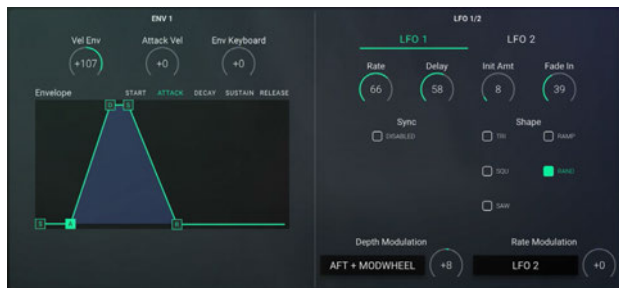 ENV 1
Vel Env
Attack Vel
Env Keyboard
+107
+0
+0
Envelope
START ATTACK DECAY SUSTAIN RELEASE
D S
S A R
LFO 1/2
LFO 1
LFO 2
Rate
Delay
Init Amt
Fade In
66
58
8
39
Sync
Shape
DISABLED
TRI
RAMP
SQU
RAND
SAW
Depth Modulation
Rate Modulation
AFT + MODWHEEL
+8
LFO 2
+0